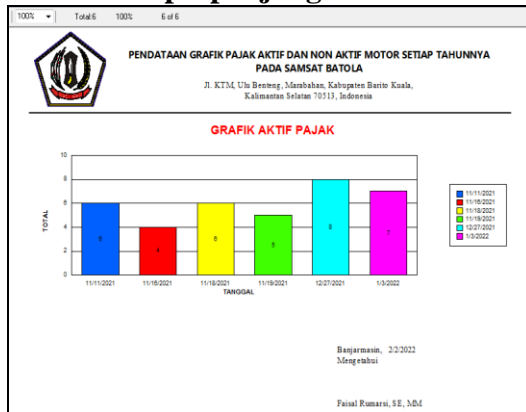 100%
Total:6
100%
6 of 6
PENDATAAN GRAFIK PAJAK AKTIF DAN NON AKTIF MOTOR SETIAP TAHUNNYA
PADA SAMSAT BATOLA
Jl. KTM, Ulu Benteng, Marabahan, Kabupaten Barito Kuala,
Kalimantan Selatan 70513, Indonesia
GRAFIK AKTIF PAJAK
TOTAL
10
8
6
4
2
0
6
4
6
5
8
7
11/11/2021
11/16/2021
11/18/2021
11/19/2021
12/27/2021
1/3/2022
TANGGAL
11/11/2021
11/16/2021
11/18/2021
11/19/2021
12/27/2021
1/3/2022
Banjarmasin, 2/2/2022
Mengetahui
Faisal Rumarsi, SE, MM